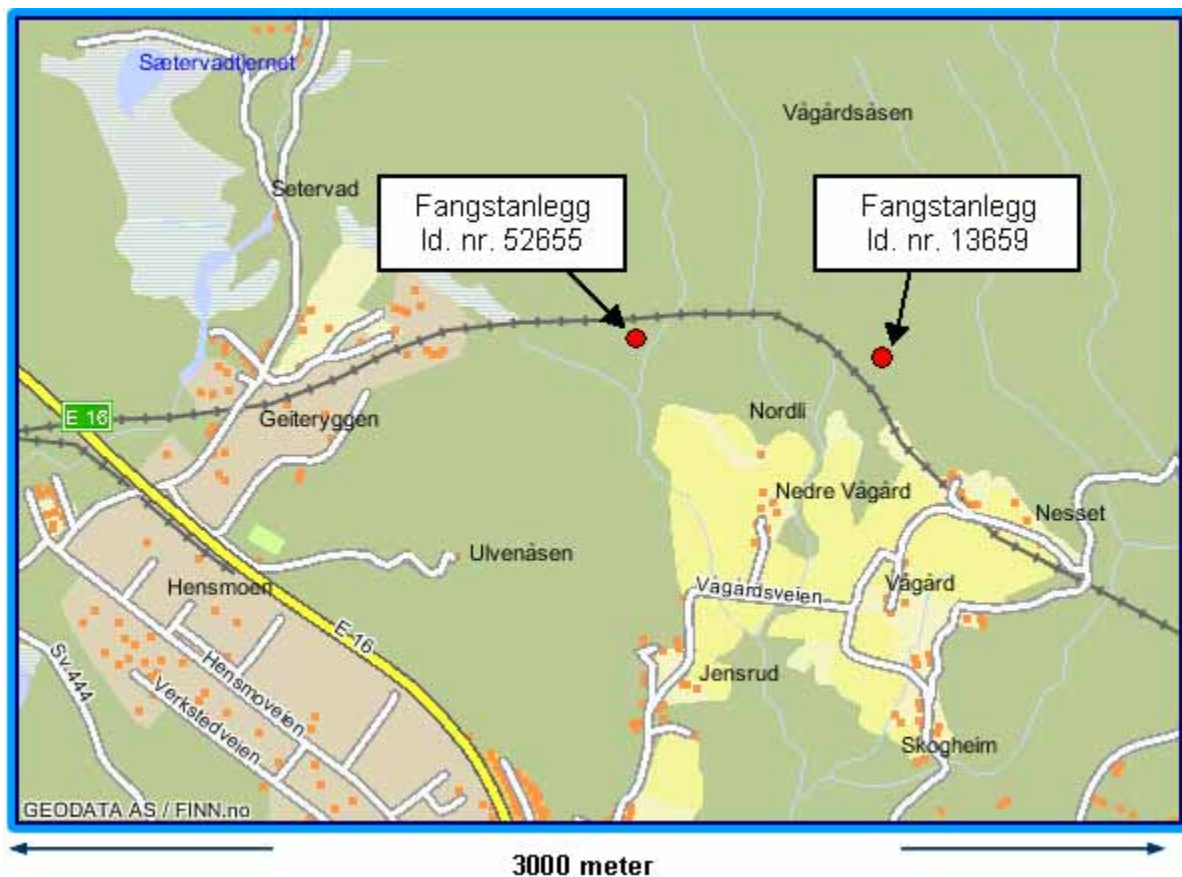 Sætervadtjernet
Vågårdsåsen
Setervad
Fangstanlegg
Id. nr. 52655
Fangstanlegg
Id. nr. 13659
E 16
Geiteryggen
Nordli
Nedre Vågård
Nesset
Ulvenåsen
Hensmoen
Vågårdsveien
Vågård
E 16
Sv.444
Hensmoveien
Verkstedveien
Jensrud
Skogheim
GEODATA AS / FINN.no
3000 meter